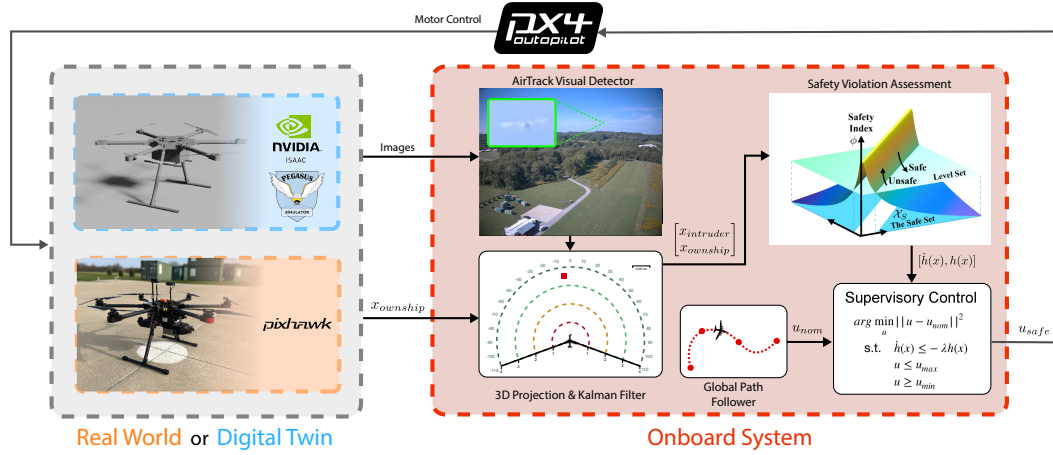 Motor Control
px4
autopilot
AirTrack Visual Detector
Safety Violation Assessment
NVIDIA.
ISAAC
PEGASUS
SIMULATOR
Images
Safety
Index
ϕ
Safe
Unsafe
Level Set
𝒳_S
The Safe Set
[x_intruder
x_ownship]
[ḣ(x), h(x)]
pixhawk
x_ownship
u_nom
Supervisory Control
arg min_u ||u − u_nom||²
s.t. ḣ(x) ≤ −λh(x)
u ≤ u_max
u ≥ u_min
u_safe
3D Projection & Kalman Filter
Global Path
Follower
Real World or Digital Twin
Onboard System